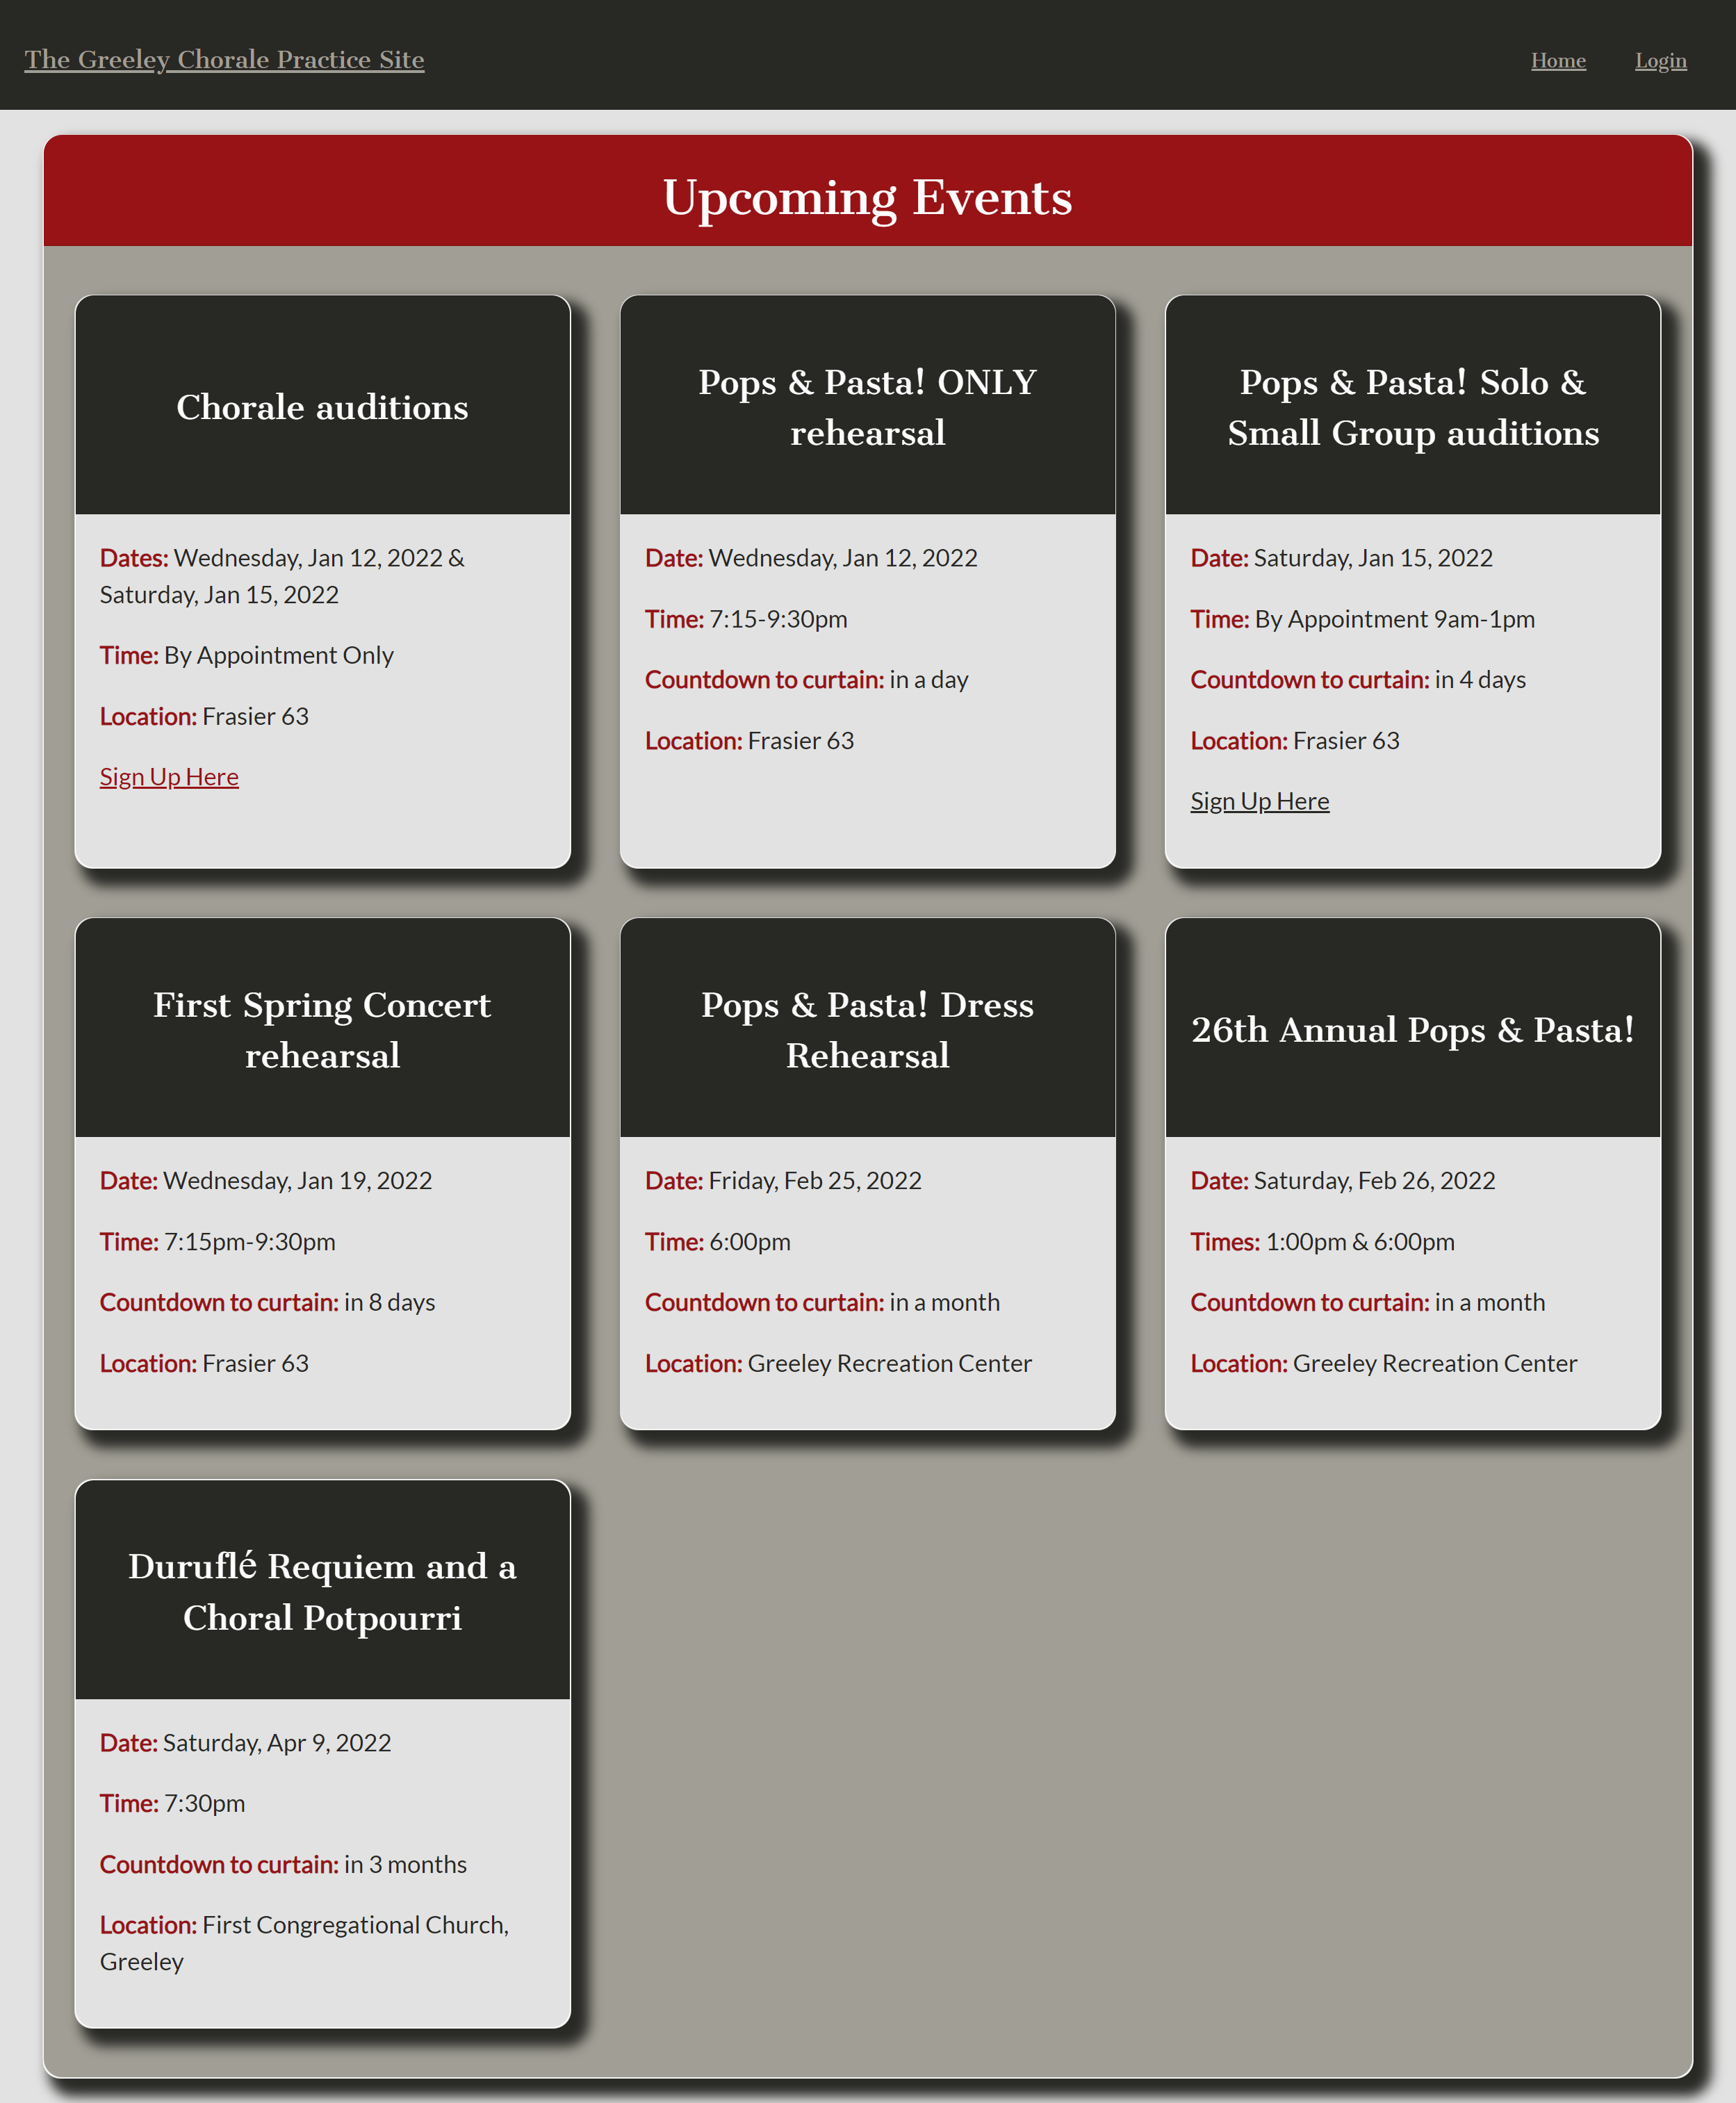 The Greeley Chorale Practice Site
Home
Login
Upcoming Events
Chorale auditions
Dates: Wednesday, Jan 12, 2022 &
Saturday, Jan 15, 2022
Time: By Appointment Only
Location: Frasier 63
Sign Up Here
Pops & Pasta! ONLY
rehearsal
Date: Wednesday, Jan 12, 2022
Time: 7:15-9:30pm
Countdown to curtain: in a day
Location: Frasier 63
Pops & Pasta! Solo &
Small Group auditions
Date: Saturday, Jan 15, 2022
Time: By Appointment 9am-1pm
Countdown to curtain: in 4 days
Location: Frasier 63
Sign Up Here
First Spring Concert
rehearsal
Date: Wednesday, Jan 19, 2022
Time: 7:15pm-9:30pm
Countdown to curtain: in 8 days
Location: Frasier 63
Pops & Pasta! Dress
Rehearsal
Date: Friday, Feb 25, 2022
Time: 6:00pm
Countdown to curtain: in a month
Location: Greeley Recreation Center
26th Annual Pops & Pasta!
Date: Saturday, Feb 26, 2022
Times: 1:00pm & 6:00pm
Countdown to curtain: in a month
Location: Greeley Recreation Center
Duruflé Requiem and a
Choral Potpourri
Date: Saturday, Apr 9, 2022
Time: 7:30pm
Countdown to curtain: in 3 months
Location: First Congregational Church,
Greeley